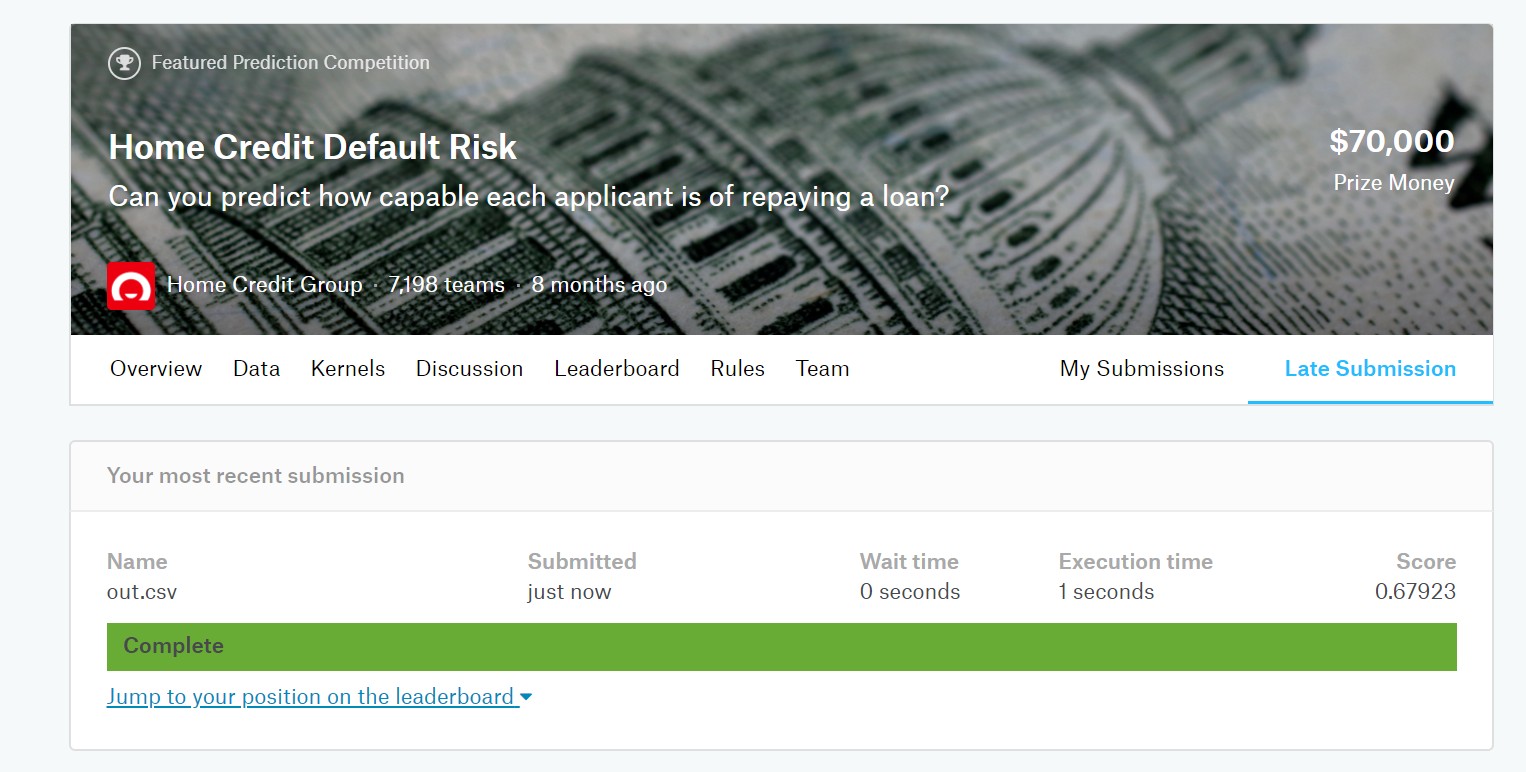 Featured Prediction Competition
Home Credit Default Risk
$70,000
Can you predict how capable each applicant is of repaying a loan?
Prize Money
Home Credit Group · 7,198 teams · 8 months ago
Overview Data Kernels Discussion Leaderboard Rules Team My Submissions Late Submission
Your most recent submission
Name Submitted Wait time Execution time Score
out.csv just now 0 seconds 1 seconds 0.67923
Complete
Jump to your position on the leaderboard